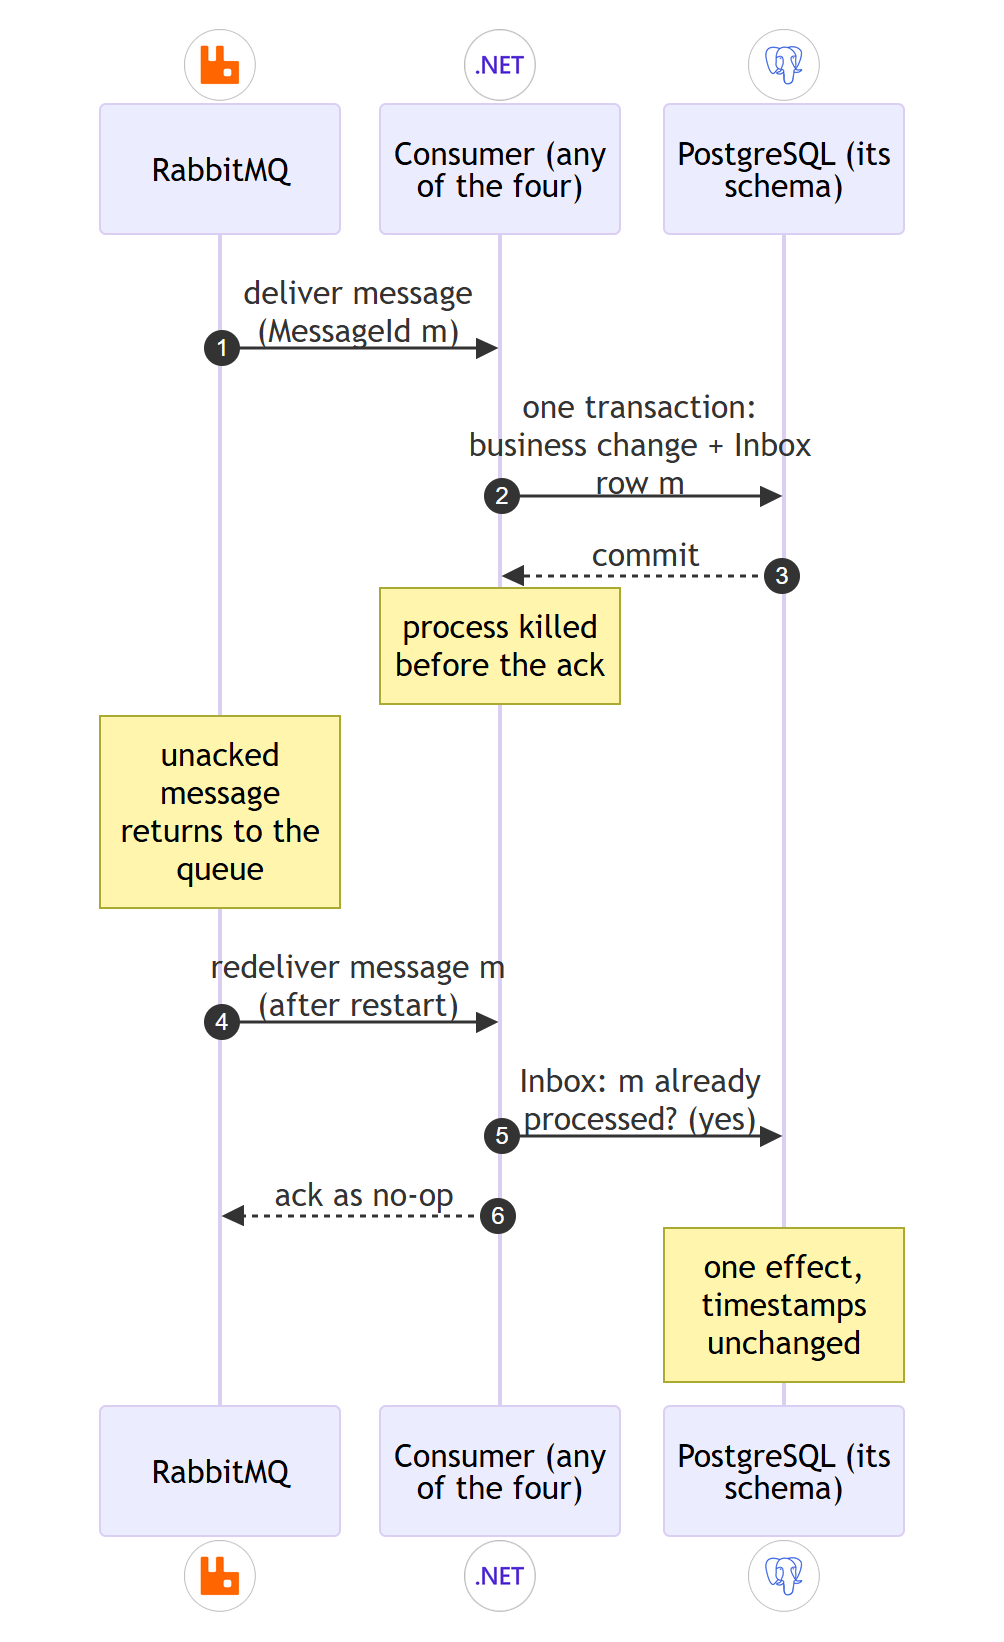 .NET
RabbitMQ
Consumer (any
of the four)
PostgreSQL (its
schema)
deliver message
(MessageId m)
1
one transaction:
business change + Inbox
row m
2
commit
3
process killed
before the ack
unacked
message
returns to the
queue
redeliver message m
(after restart)
4
Inbox: m already
processed? (yes)
5
ack as no-op
6
one effect,
timestamps
unchanged
RabbitMQ
Consumer (any
of the four)
PostgreSQL (its
schema)
.NET